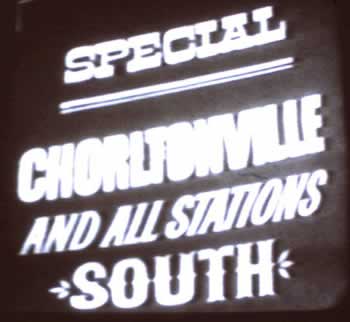 SPECIAL
CHORLTONVILLE
AND ALL STATIONS
SOUTH